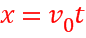 x = v₀t